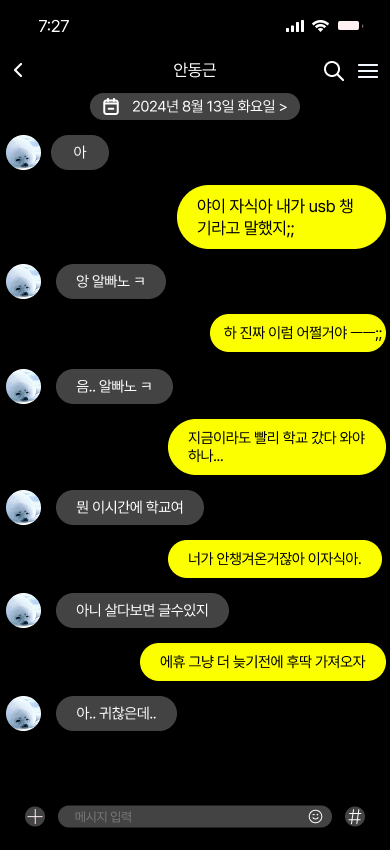 7:27
안동근
2024년 8월 13일 화요일 >
아
야이 자식아 내가 usb 챙
기라고 말했지;;
앙 알빠노 ㅋ
하 진짜 이럼 어쩔거야 ㅡㅡ;;
음.. 알빠노 ㅋ
지금이라도 빨리 학교 갔다 와야
하나...
뭔 이시간에 학교여
너가 안챙겨온거잖아 이자식아.
아니 살다보면 글수있지
에휴 그냥 더 늦기전에 후딱 가져오자
아.. 귀찮은데..
메시지 입력
#